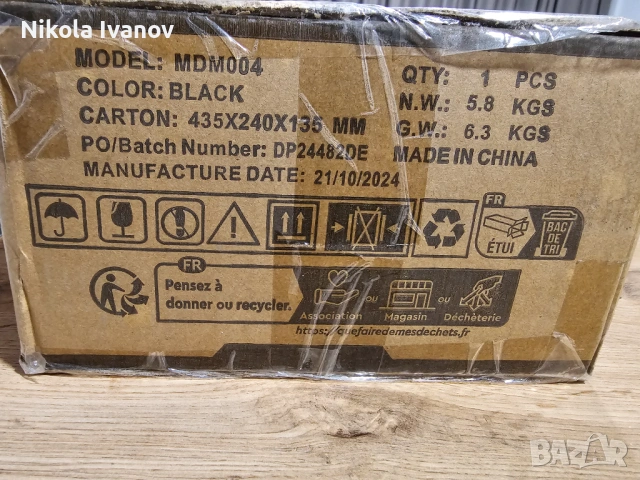 Nikola Ivanov
MODEL: MDM004
COLOR: BLACK
CARTON: 435X240X135 MM
PO/Batch Number: DP24482DE
MANUFACTURE DATE: 21/10/2024
QTY: 1 PCS
N.W.: 5.8 KGS
G.W.: 6.3 KGS
MADE IN CHINA
FR
ÉTUI
BAC
DE
TRI
FR
Pensez à
donner ou recycler.
Association
ou
Magasin
ou
Déchèterie
https://quefairedemesdechets.fr
BAZAR